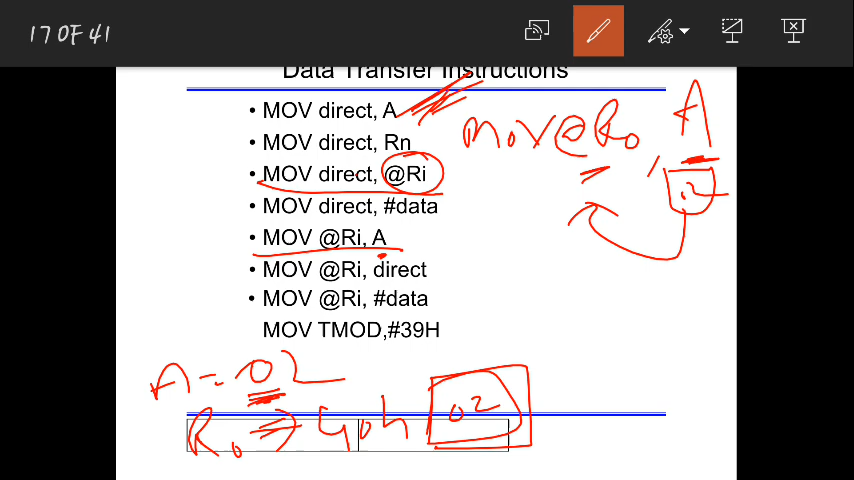 17 OF 41
Data Transfer Instructions
• MOV direct, A
• MOV direct, Rn
• MOV direct, @Ri
• MOV direct, #data
• MOV @Ri, A
• MOV @Ri, direct
• MOV @Ri, #data
MOV TMOD,#39H
MOV @R0, A
02
A = 02
R0 ⇒ 40h 02